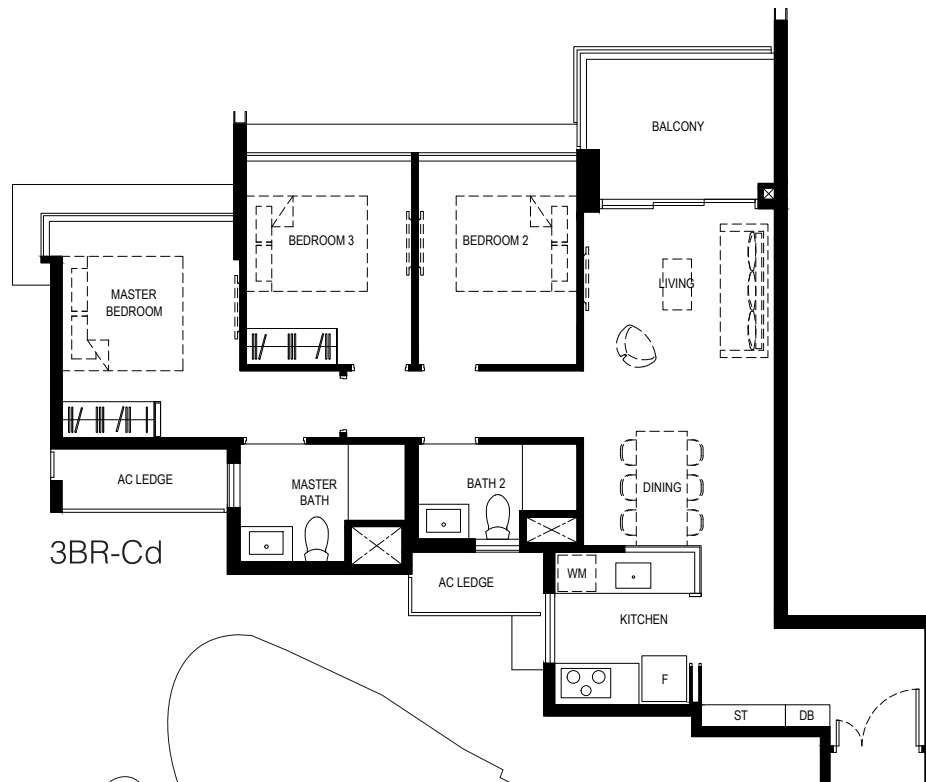 BALCONY
BEDROOM 3
BEDROOM 2
MASTER
BEDROOM
LIVING
AC LEDGE
MASTER
BATH
BATH 2
DINING
3BR-Cd
AC LEDGE
WM
KITCHEN
F
ST
DB